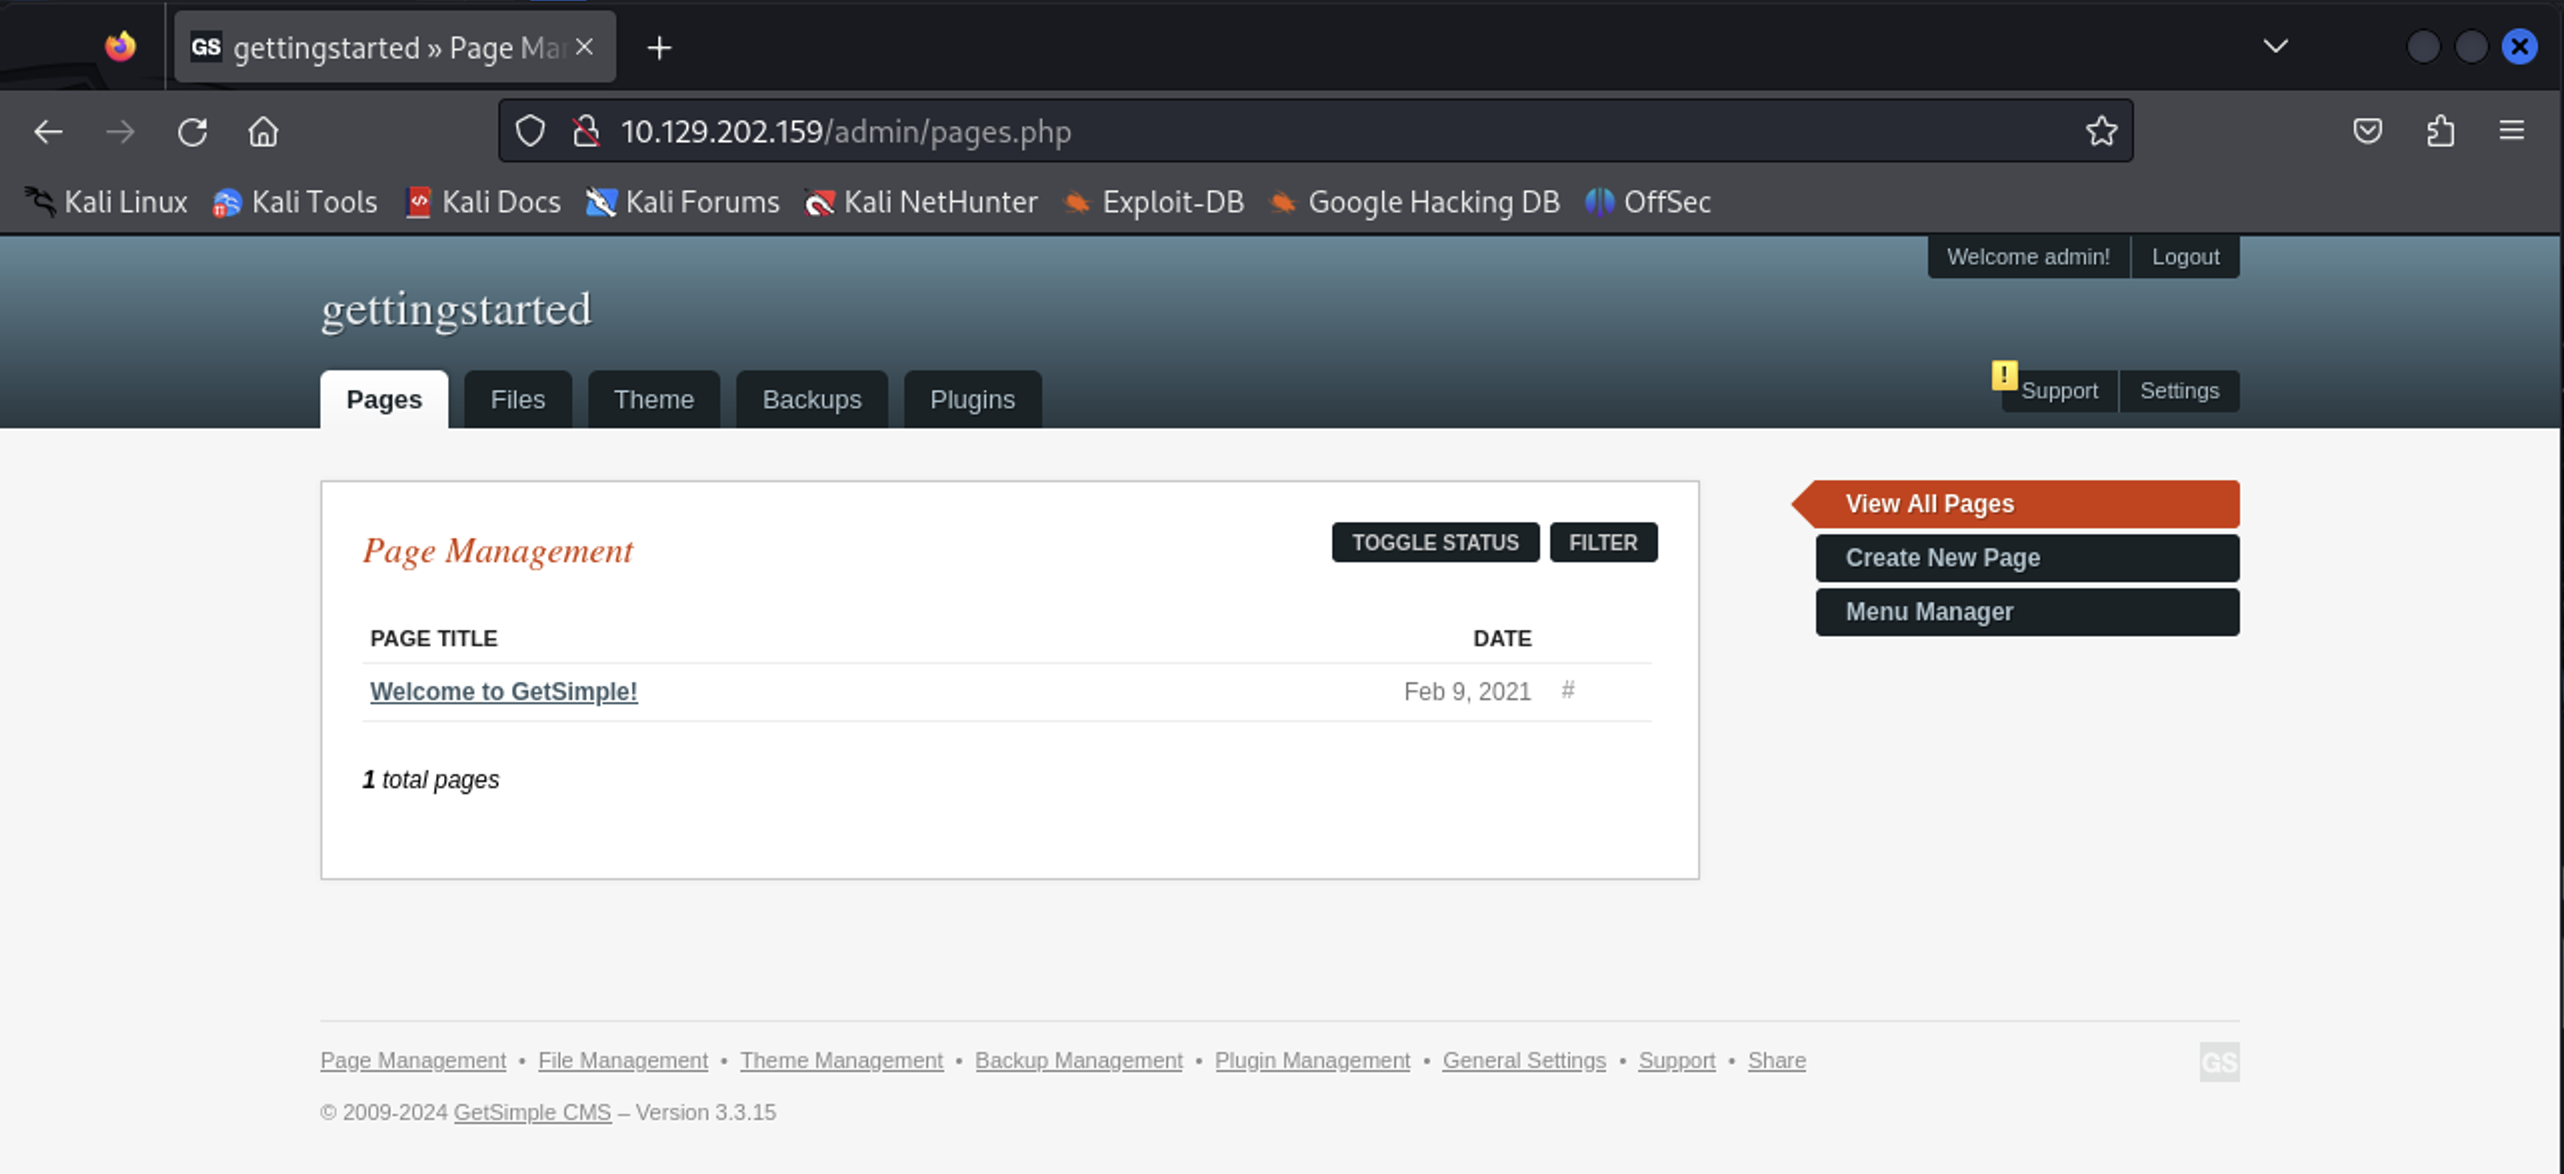 GS gettingstarted » Page Mar
10.129.202.159/admin/pages.php
Kali Linux Kali Tools Kali Docs Kali Forums Kali NetHunter Exploit-DB Google Hacking DB OffSec
Welcome admin! Logout
gettingstarted
Pages Files Theme Backups Plugins
! Support Settings
Page Management
TOGGLE STATUS FILTER
PAGE TITLE DATE
Welcome to GetSimple! Feb 9, 2021 #
1 total pages
View All Pages
Create New Page
Menu Manager
Page Management • File Management • Theme Management • Backup Management • Plugin Management • General Settings • Support • Share
GS
© 2009-2024 GetSimple CMS – Version 3.3.15